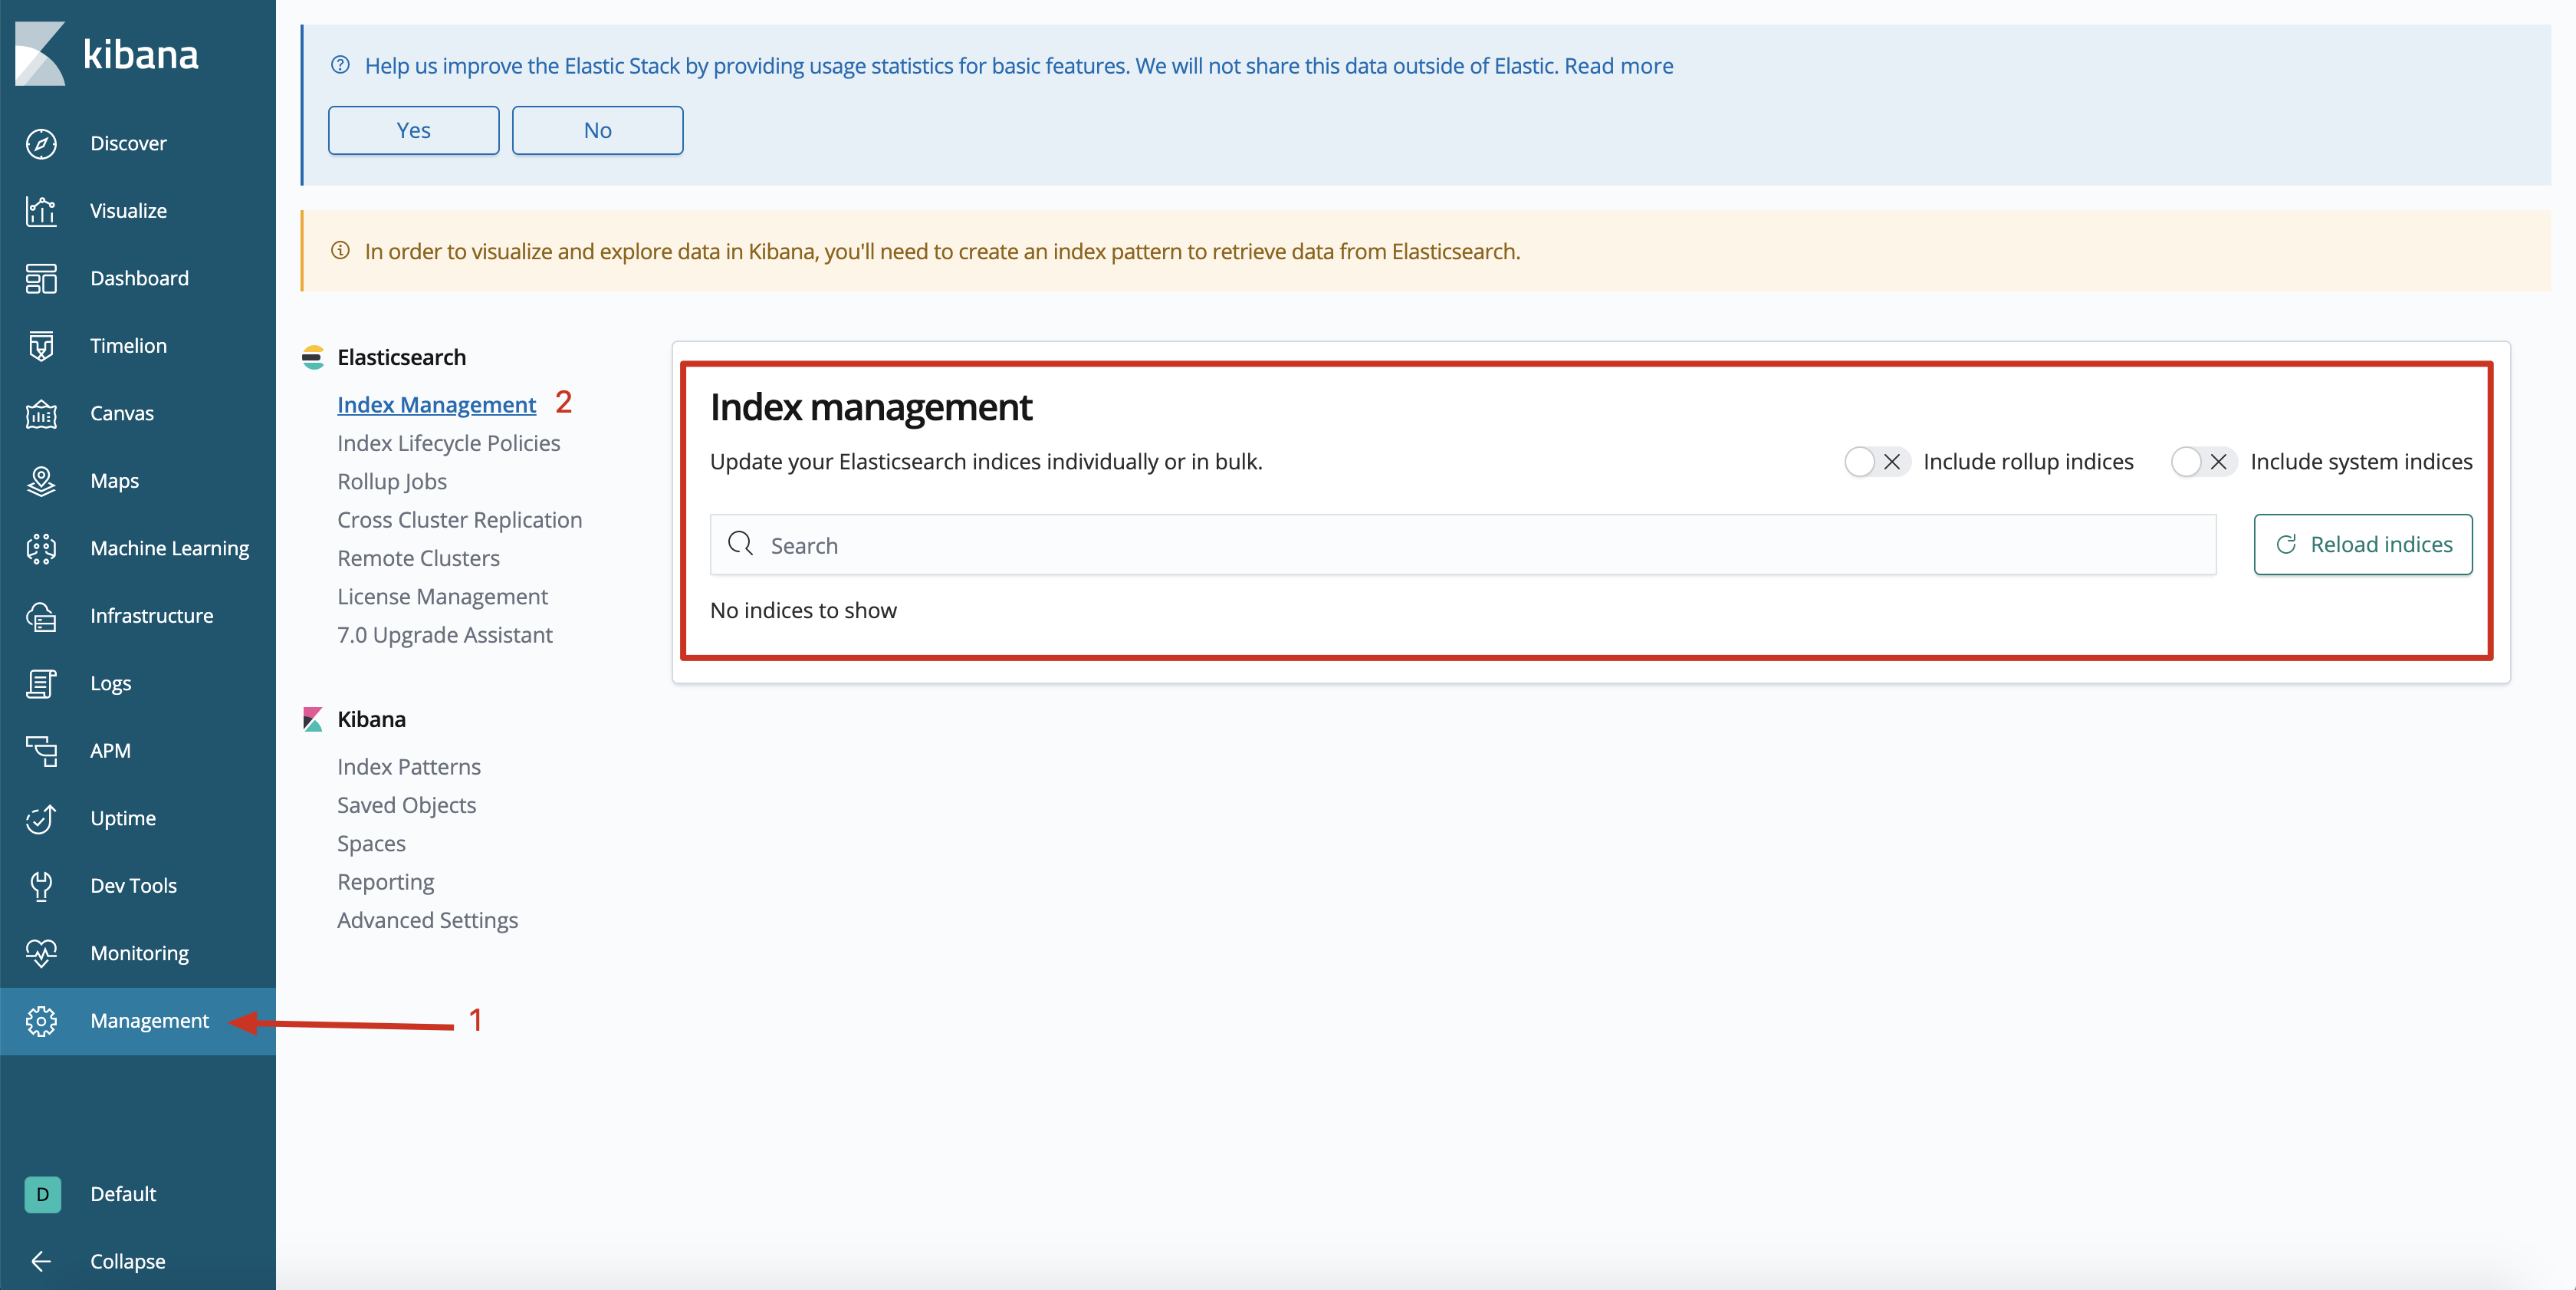 kibana
Discover
Visualize
Dashboard
Timelion
Canvas
Maps
Machine Learning
Infrastructure
Logs
APM
Uptime
Dev Tools
Monitoring
Management
1
D Default
Collapse
Help us improve the Elastic Stack by providing usage statistics for basic features. We will not share this data outside of Elastic. Read more
Yes No
In order to visualize and explore data in Kibana, you'll need to create an index pattern to retrieve data from Elasticsearch.
Elasticsearch
Index Management 2
Index Lifecycle Policies
Rollup Jobs
Cross Cluster Replication
Remote Clusters
License Management
7.0 Upgrade Assistant
Kibana
Index Patterns
Saved Objects
Spaces
Reporting
Advanced Settings
Index management
Update your Elasticsearch indices individually or in bulk.
Include rollup indices Include system indices
Search
Reload indices
No indices to show